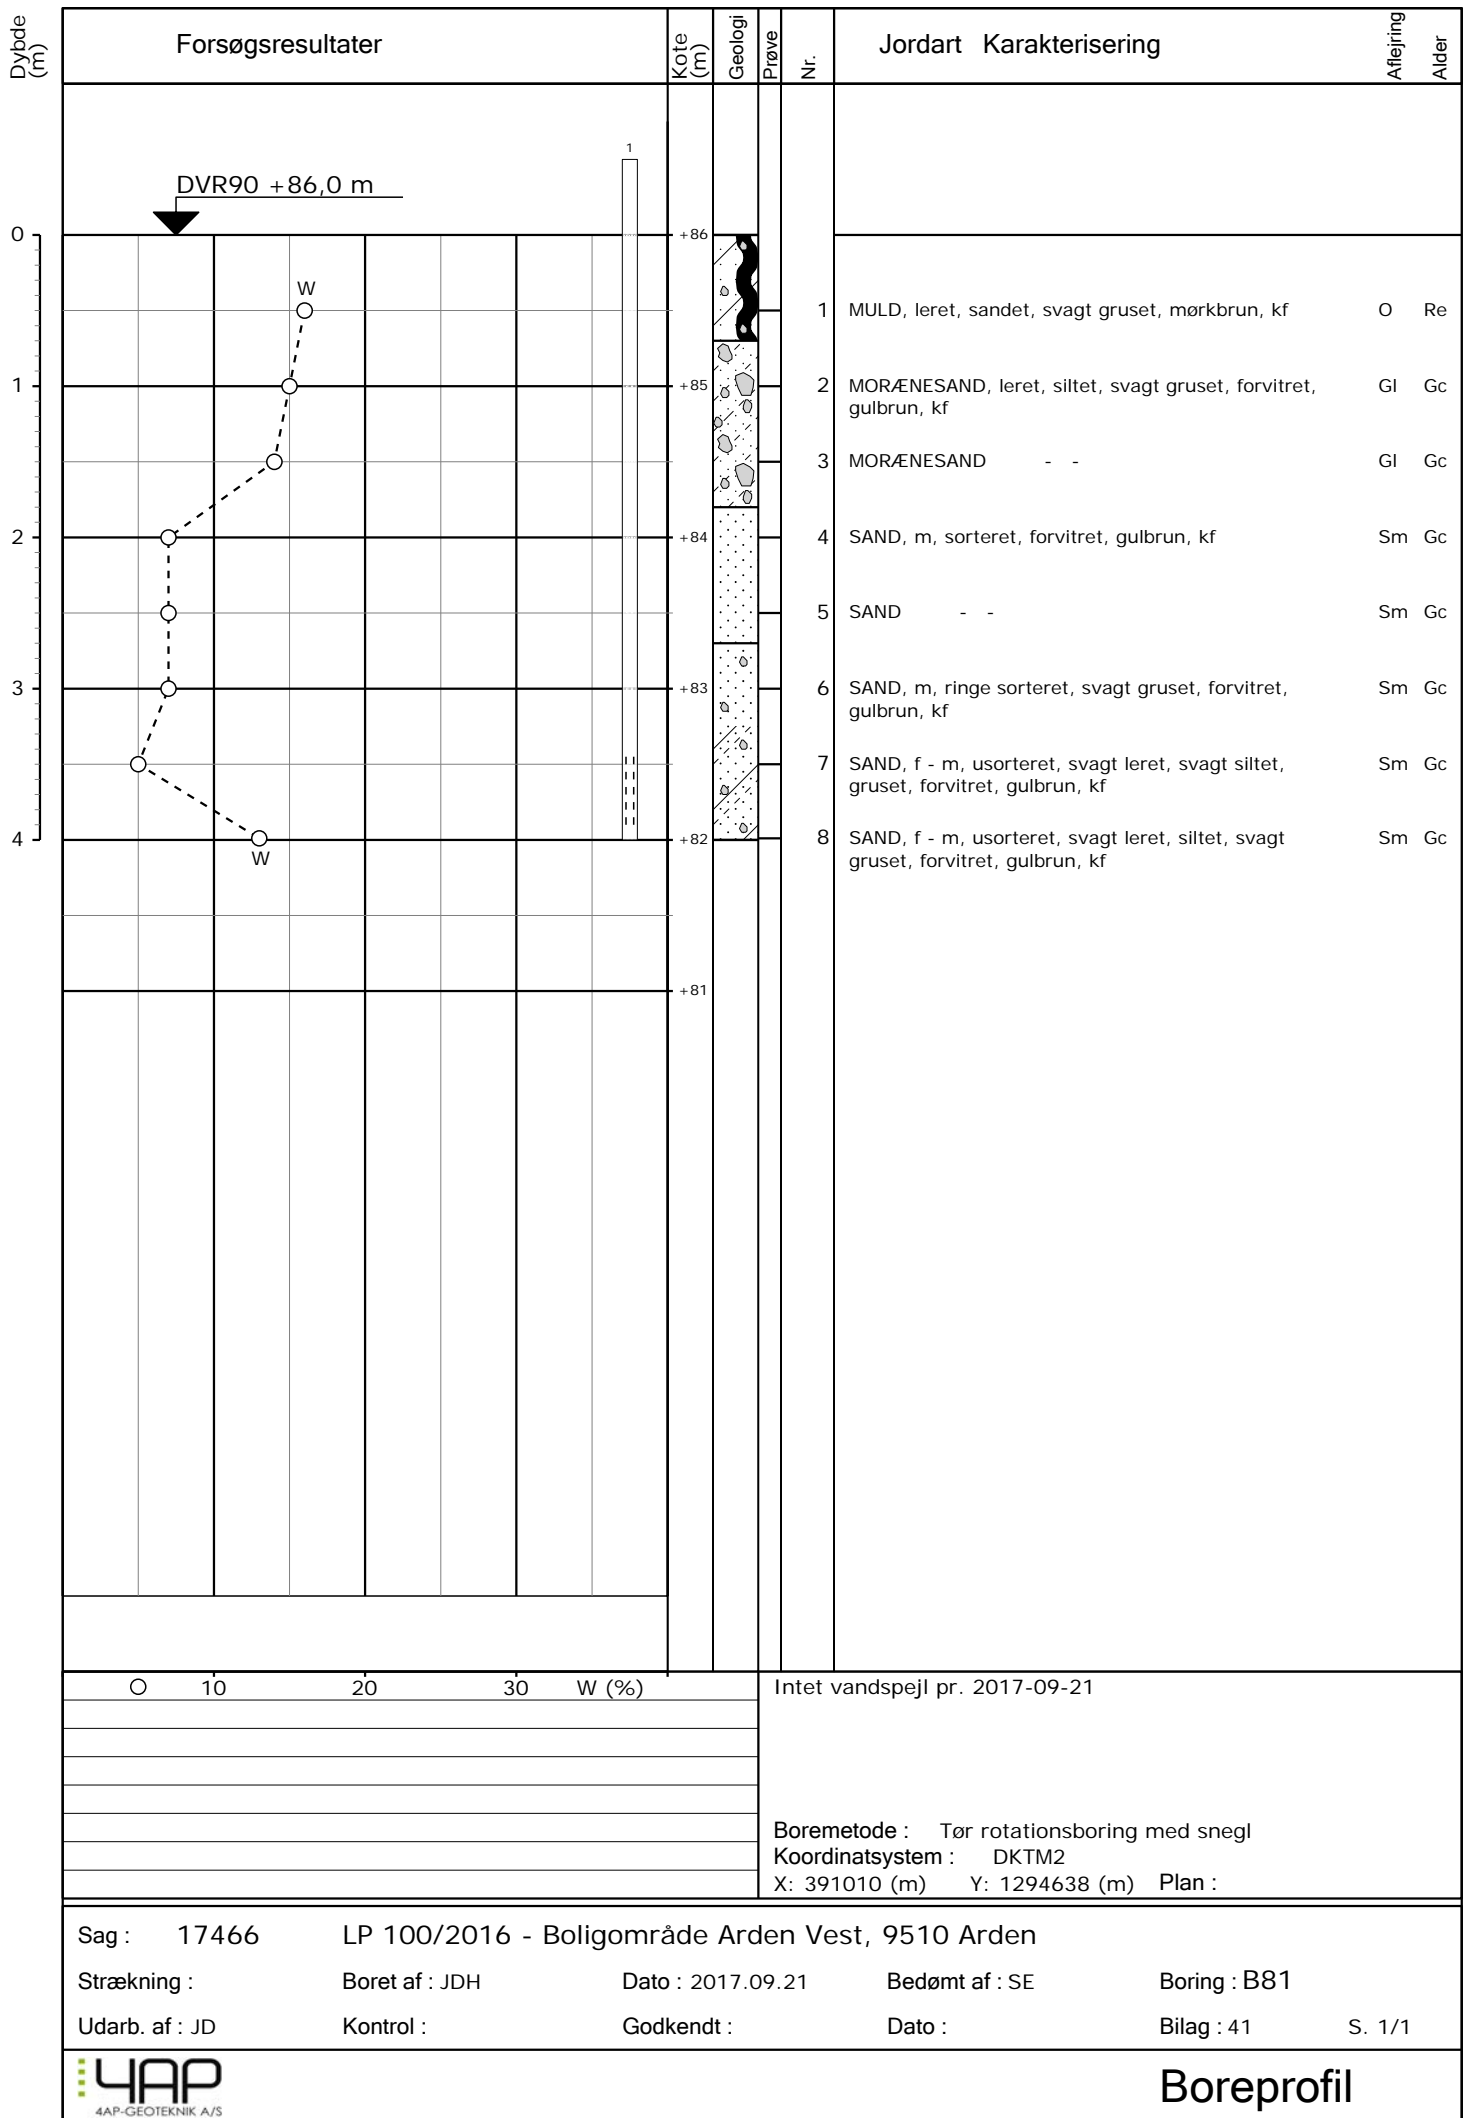 Dybde (m)
Forsøgsresultater
Kote (m)
Geologi
Prøve
Nr.
Jordart Karakterisering
Aflejring
Alder
1
DVR90 +86,0 m
0
+86
W
1 MULD, leret, sandet, svagt gruset, mørkbrun, kf O Re
1
+85
2 MORÆNESAND, leret, siltet, svagt gruset, forvitret, Gl Gc
gulbrun, kf
3 MORÆNESAND - - Gl Gc
2
+84
4 SAND, m, sorteret, forvitret, gulbrun, kf Sm Gc
5 SAND - - Sm Gc
3
+83
6 SAND, m, ringe sorteret, svagt gruset, forvitret, Sm Gc
gulbrun, kf
7 SAND, f - m, usorteret, svagt leret, svagt siltet, Sm Gc
gruset, forvitret, gulbrun, kf
4
+82
8 SAND, f - m, usorteret, svagt leret, siltet, svagt Sm Gc
W
gruset, forvitret, gulbrun, kf
+81
10 20 30 W (%)
Intet vandspejl pr. 2017-09-21
Boremetode : Tør rotationsboring med snegl
Koordinatsystem : DKTM2
X: 391010 (m) Y: 1294638 (m) Plan :
Sag : 17466 LP 100/2016 - Boligområde Arden Vest, 9510 Arden
Strækning : Boret af : JDH Dato : 2017.09.21 Bedømt af : SE Boring : B81
Udarb. af : JD Kontrol : Godkendt : Dato : Bilag : 41 S. 1/1
4AP
4AP-GEOTEKNIK A/S
Boreprofil